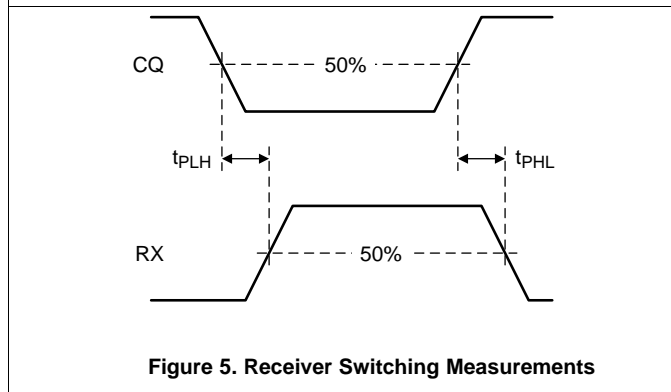 CQ
50%
tPLH
tPHL
RX
50%
Figure 5. Receiver Switching Measurements